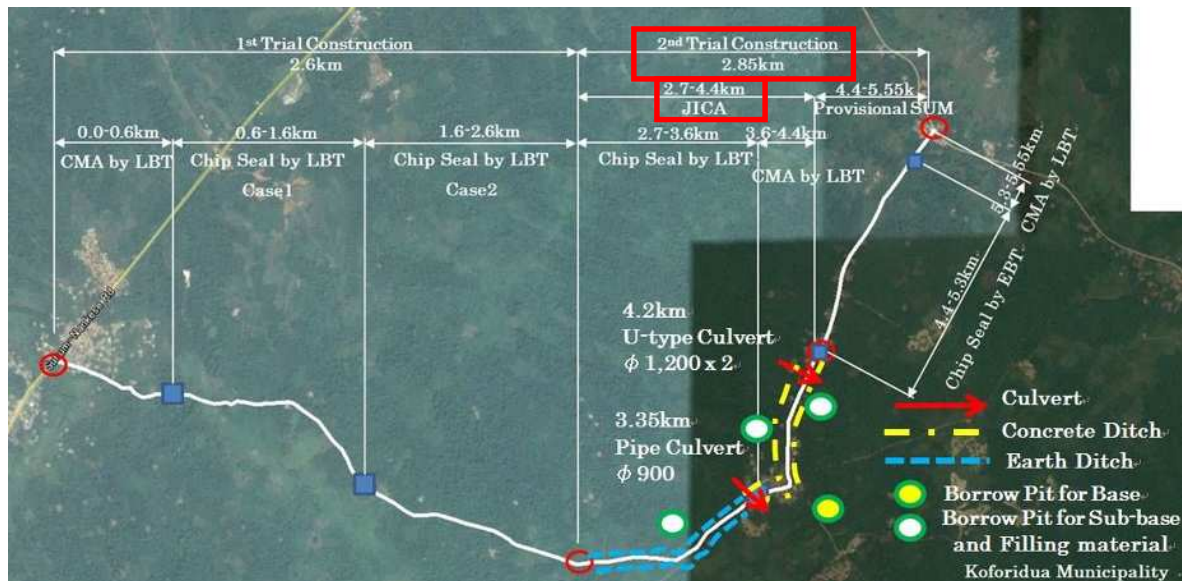 1st Trial Construction
2.6km
2nd Trial Construction
2.85km
2.7-4.4km
JICA
4.4-5.55k
Provisional SUM
0.0-0.6km
CMA by LBT
0.6-1.6km
Chip Seal by LBT
Case1
1.6-2.6km
Chip Seal by LBT
Case2
2.7-3.6km
Chip Seal by LBT
3.6-4.4km
CMA by LBT
5.3-5.55km
CMA by LBT
4.4-5.3km
Chip Seal by EBT
4.2km
U-type Culvert
φ 1,200 x 2
3.35km
Pipe Culvert
φ 900
Culvert
Concrete Ditch
Earth Ditch
Borrow Pit for Base
Borrow Pit for Sub-base
and Filling material
Koforidua Municipality